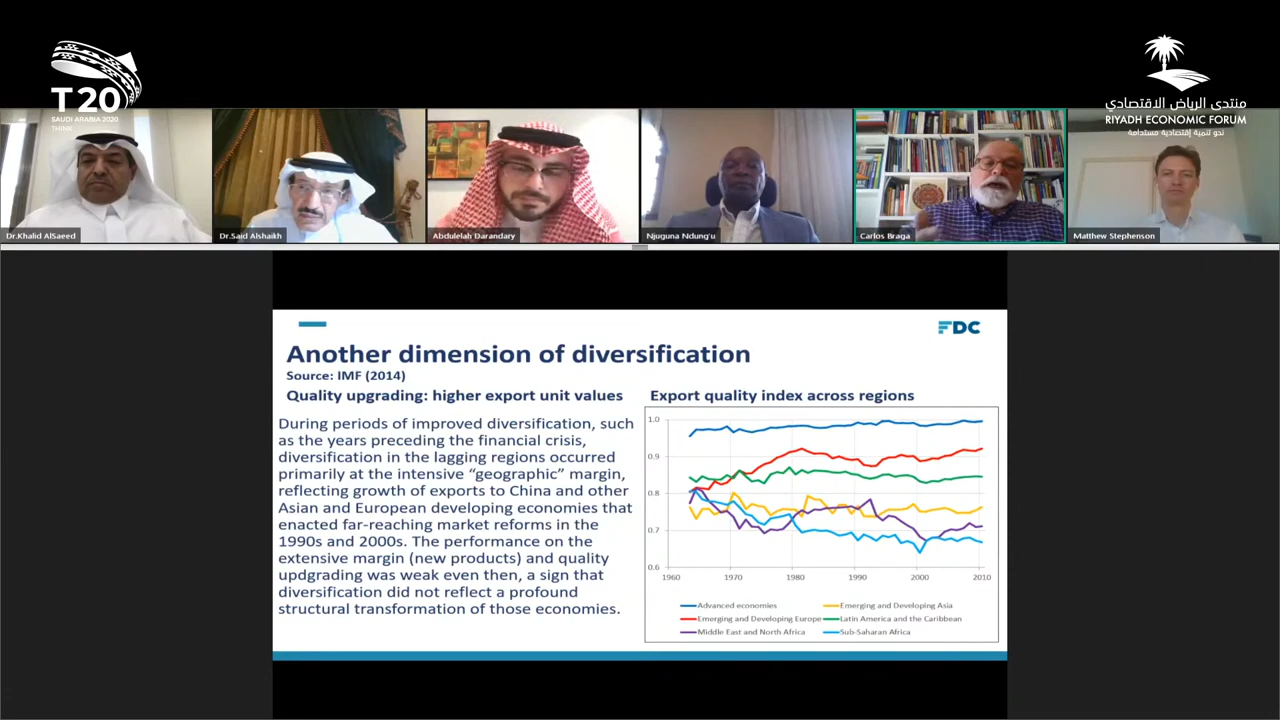 T20
SAUDI ARABIA 2020
THINK
منتدى الرياض الاقتصادي
RIYADH ECONOMIC FORUM
نحو تنمية إقتصادية مستدامة
Dr.Khalid AlSaeed
Dr.Said Alshaikh
Abdulelah Darandary
Njuguna Ndung'u
Carlos Braga
Matthew Stephenson
FDC
Another dimension of diversification
Source: IMF (2014)
Quality upgrading: higher export unit values
During periods of improved diversification, such
as the years preceding the financial crisis,
diversification in the lagging regions occurred
primarily at the intensive “geographic” margin,
reflecting growth of exports to China and other
Asian and European developing economies that
enacted far-reaching market reforms in the
1990s and 2000s. The performance on the
extensive margin (new products) and quality
updgrading was weak even then, a sign that
diversification did not reflect a profound
structural transformation of those economies.
Export quality index across regions
1.0
0.9
0.8
0.7
0.6
1960 1970 1980 1990 2000 2010
Advanced economies Emerging and Developing Asia
Emerging and Developing Europe Latin America and the Caribbean
Middle East and North Africa Sub-Saharan Africa